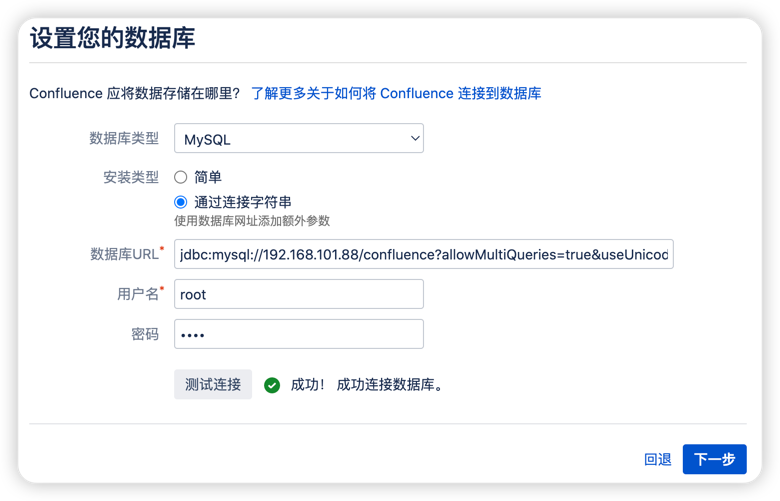 设置您的数据库
Confluence 应将数据存储在哪里? 了解更多关于如何将 Confluence 连接到数据库
数据库类型 MySQL
安装类型 简单
通过连接字符串
使用数据库网址添加额外参数
数据库URL* jdbc:mysql://192.168.101.88/confluence?allowMultiQueries=true&useUnicod
用户名* root
密码 ••••
测试连接 成功! 成功连接数据库。
回退 下一步